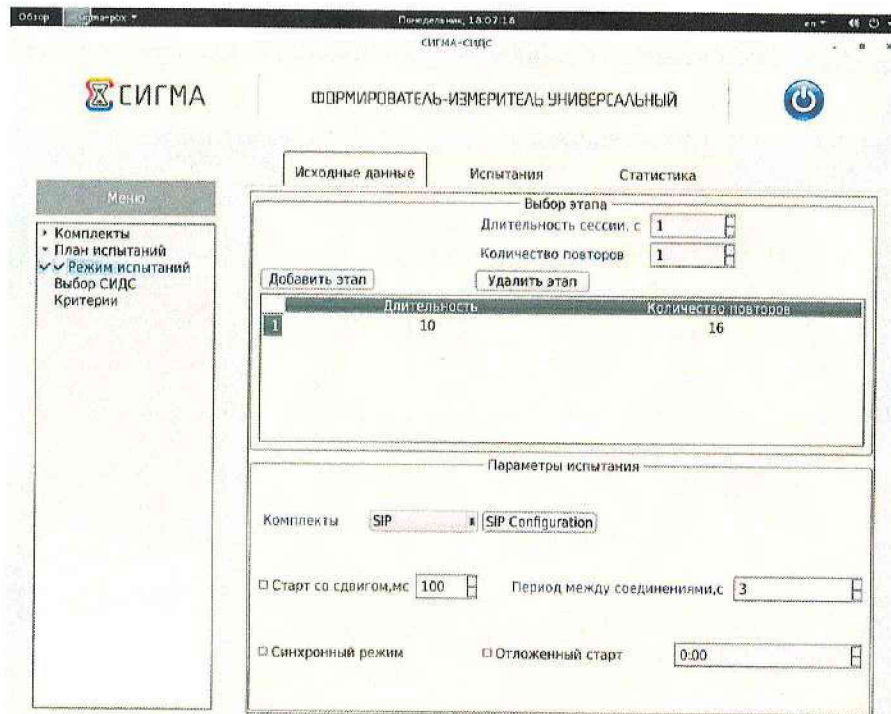 Обзор
Понедельник, 18:07:18
en
СИГМА-СИДС
СИГМА
ФОРМИРОВАТЕЛЬ-ИЗМЕРИТЕЛЬ УНИВЕРСАЛЬНЫЙ
Исходные данные
Испытания
Статистика
Меню
Комплекты
План испытаний
Режим испытаний
Выбор СИДС
Критерии
Выбор этапа
Длительность сессии, с 1
Количество повторов 1
Добавить этап
Удалить этап
Длительность Количество повторов
1 10 16
Параметры испытания
Комплекты SIP SIP Configuration
Старт со сдвигом,мс 100 Период между соединениями,с 3
Синхронный режим Отложенный старт 0:00